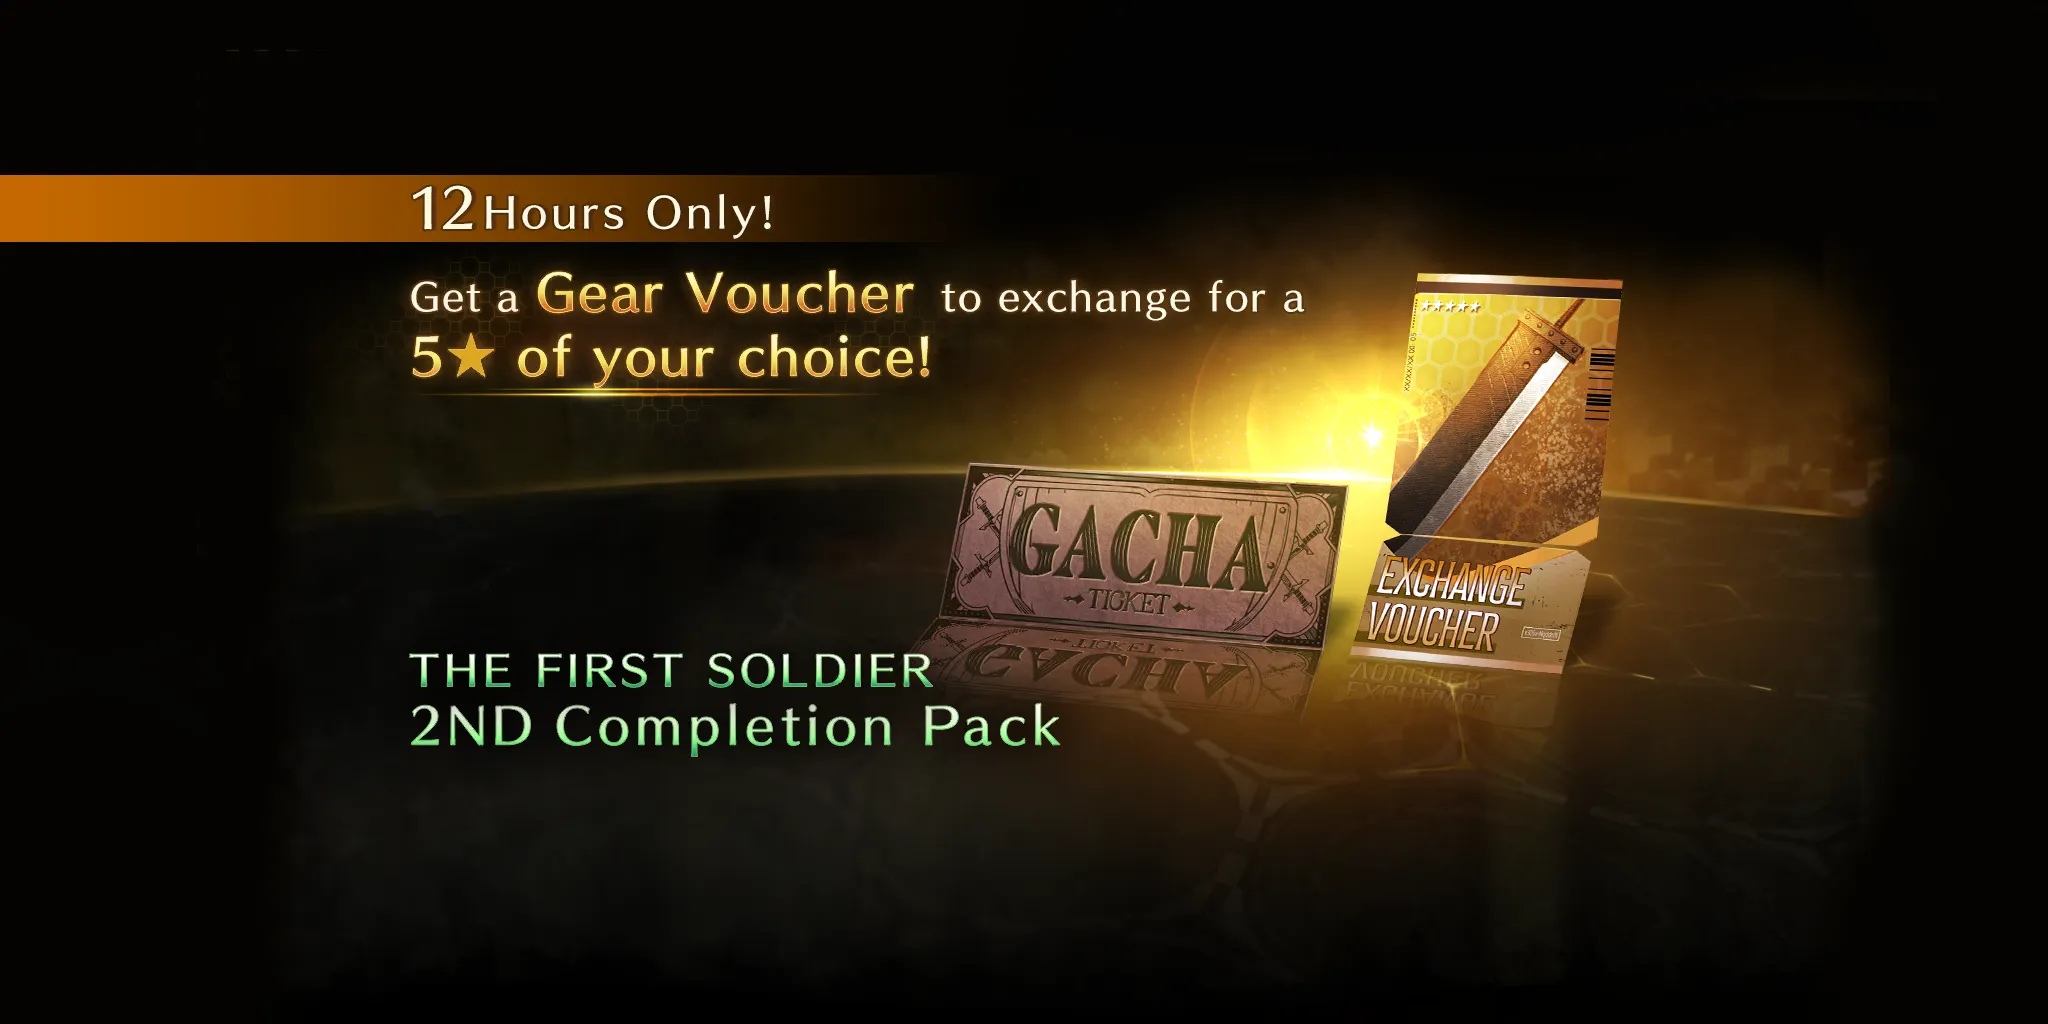 12 Hours Only!
Get a Gear Voucher to exchange for a
5★ of your choice!
★★★★★
GACHA
TICKET
EXCHANGE
VOUCHER
THE FIRST SOLDIER
2ND Completion Pack